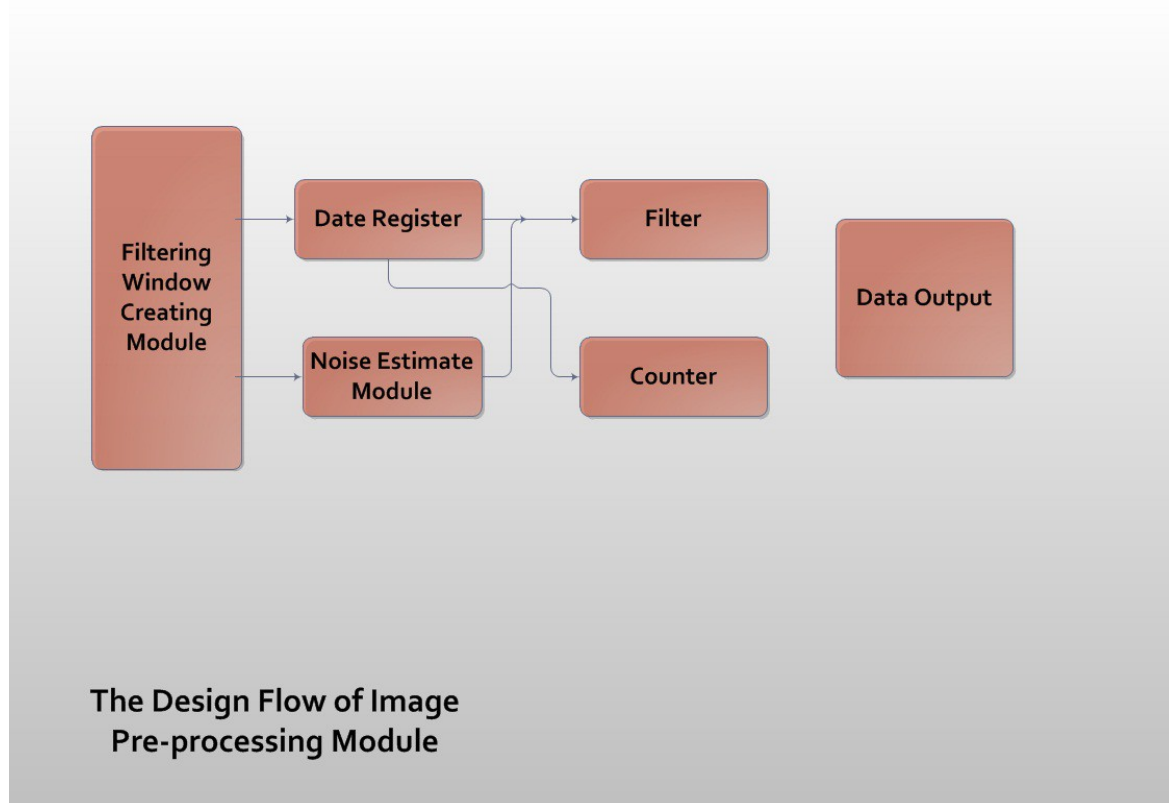 Filtering
Window
Creating
Module
Date Register
Noise Estimate
Module
Filter
Counter
Data Output
The Design Flow of Image
Pre-processing Module